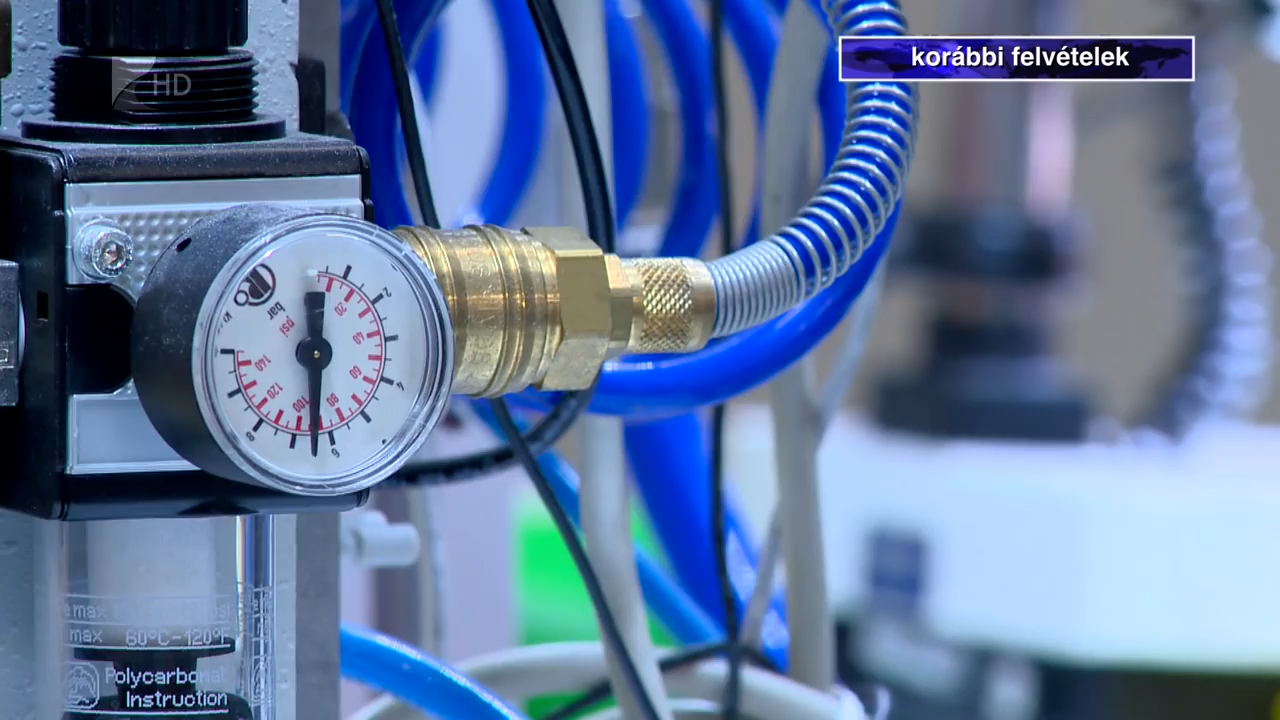 korábbi felvételek
HD
bar
psi
2
20
40
4
60
80
6
100
8
120
140
max
max 60°C-120°F
Instruction